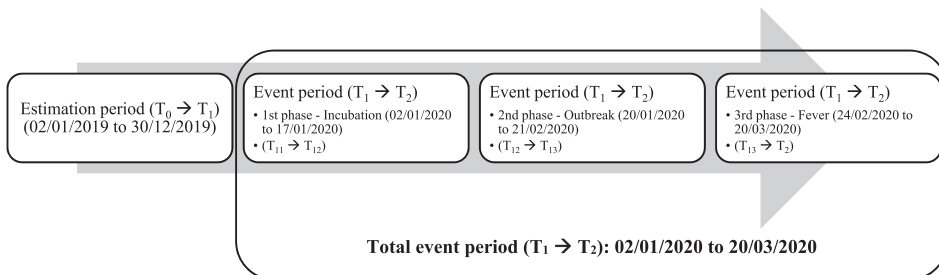 Estimation period (T₀ → T₁)
(02/01/2019 to 30/12/2019)
Event period (T₁ → T₂)
• 1st phase - Incubation (02/01/2020
to 17/01/2020)
• (T₁₁ → T₁₂)
Event period (T₁ → T₂)
• 2nd phase - Outbreak (20/01/2020
to 21/02/2020)
• (T₁₂ → T₁₃)
Event period (T₁ → T₂)
• 3rd phase - Fever (24/02/2020 to
20/03/2020)
• (T₁₃ → T₂)
Total event period (T₁ → T₂): 02/01/2020 to 20/03/2020